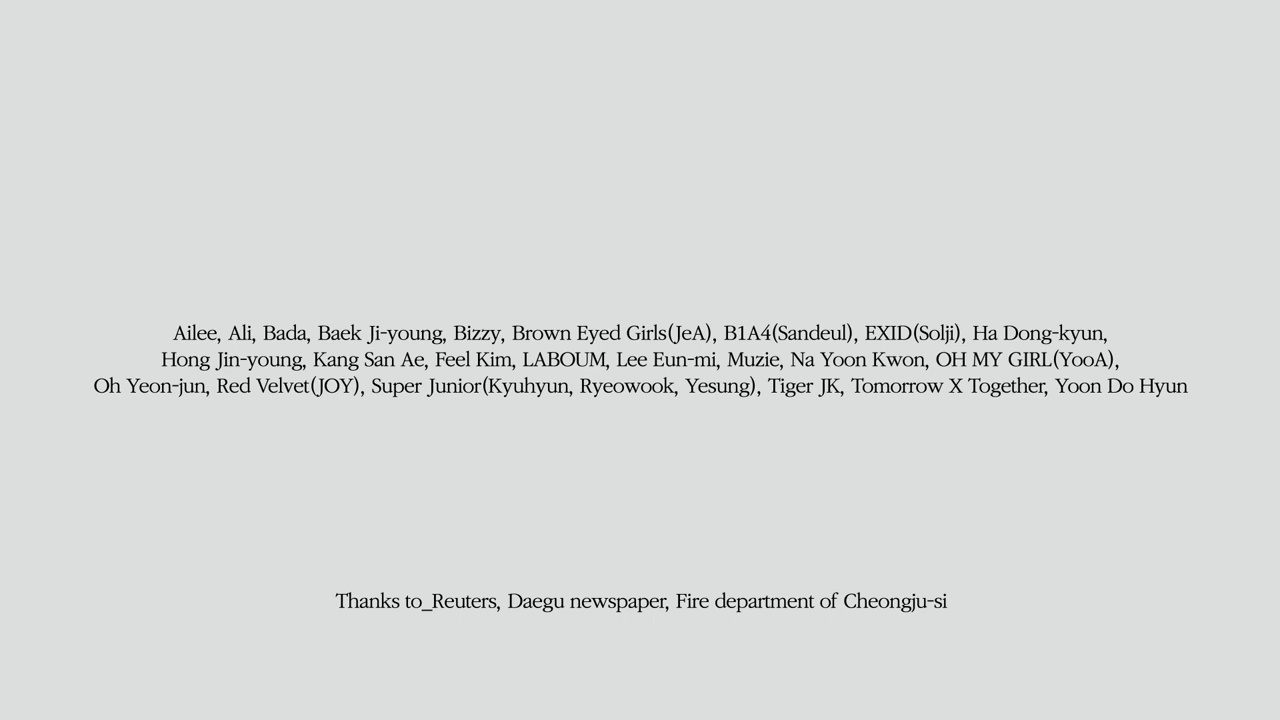 Ailee, Ali, Bada, Baek Ji-young, Bizzy, Brown Eyed Girls(JeA), B1A4(Sandeul), EXID(Solji), Ha Dong-kyun,
Hong Jin-young, Kang San Ae, Feel Kim, LABOUM, Lee Eun-mi, Muzie, Na Yoon Kwon, OH MY GIRL(YooA),
Oh Yeon-jun, Red Velvet(JOY), Super Junior(Kyuhyun, Ryeowook, Yesung), Tiger JK, Tomorrow X Together, Yoon Do Hyun
Thanks to_Reuters, Daegu newspaper, Fire department of Cheongju-si